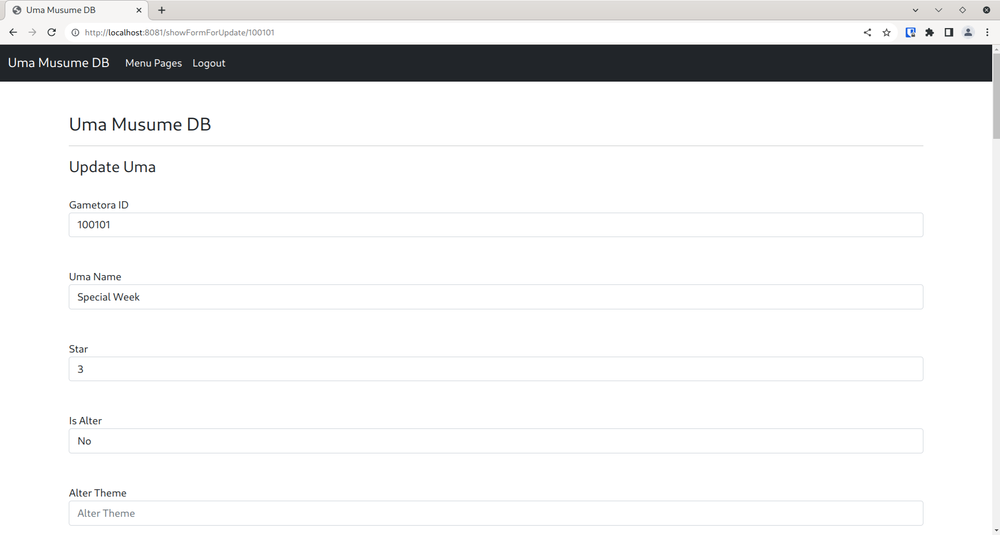 Uma Musume DB
http://localhost:8081/showFormForUpdate/100101
Uma Musume DB Menu Pages Logout
Uma Musume DB
Update Uma
Gametora ID
100101
Uma Name
Special Week
Star
3
Is Alter
No
Alter Theme
Alter Theme